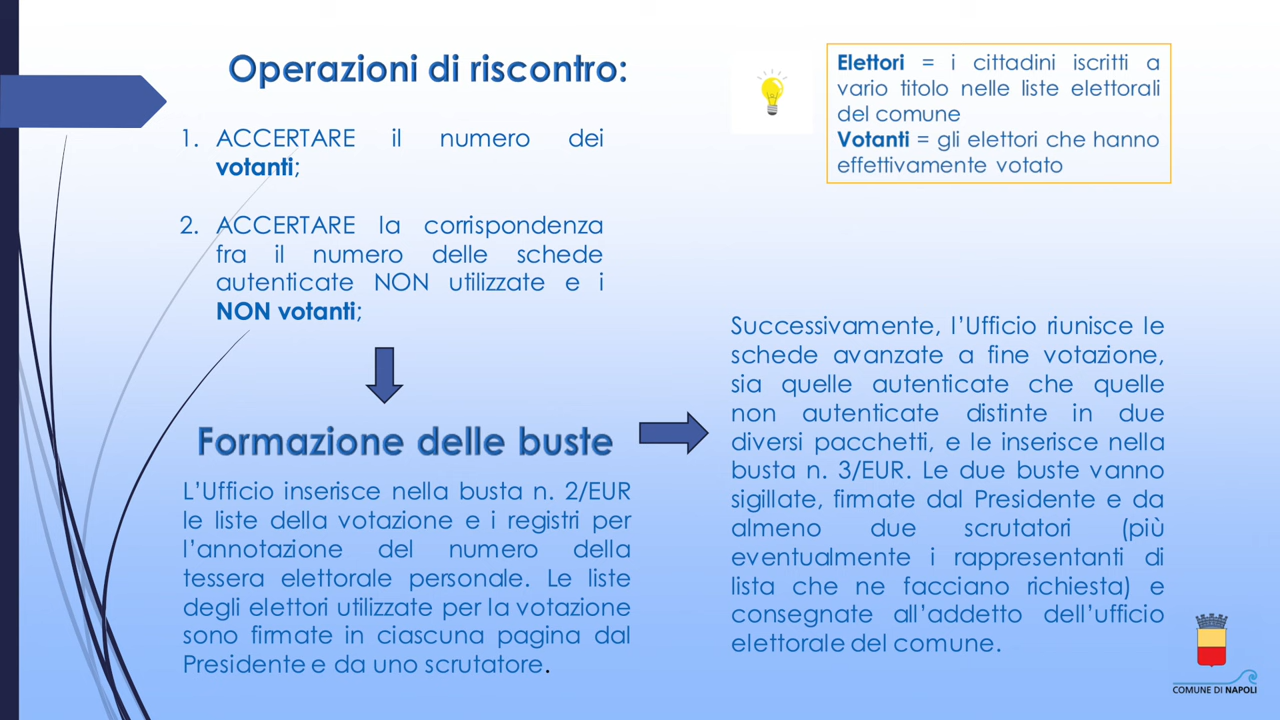 Operazioni di riscontro:
1. ACCERTARE il numero dei
votanti;
2. ACCERTARE la corrispondenza
fra il numero delle schede
autenticate NON utilizzate e i
NON votanti;
Formazione delle buste
L’Ufficio inserisce nella busta n. 2/EUR
le liste della votazione e i registri per
l’annotazione del numero della
tessera elettorale personale. Le liste
degli elettori utilizzate per la votazione
sono firmate in ciascuna pagina dal
Presidente e da uno scrutatore.
Elettori = i cittadini iscritti a
vario titolo nelle liste elettorali
del comune
Votanti = gli elettori che hanno
effettivamente votato
Successivamente, l’Ufficio riunisce le
schede avanzate a fine votazione,
sia quelle autenticate che quelle
non autenticate distinte in due
diversi pacchetti, e le inserisce nella
busta n. 3/EUR. Le due buste vanno
sigillate, firmate dal Presidente e da
almeno due scrutatori (più
eventualmente i rappresentanti di
lista che ne facciano richiesta) e
consegnate all’addetto dell’ufficio
elettorale del comune.
COMUNE DI NAPOLI